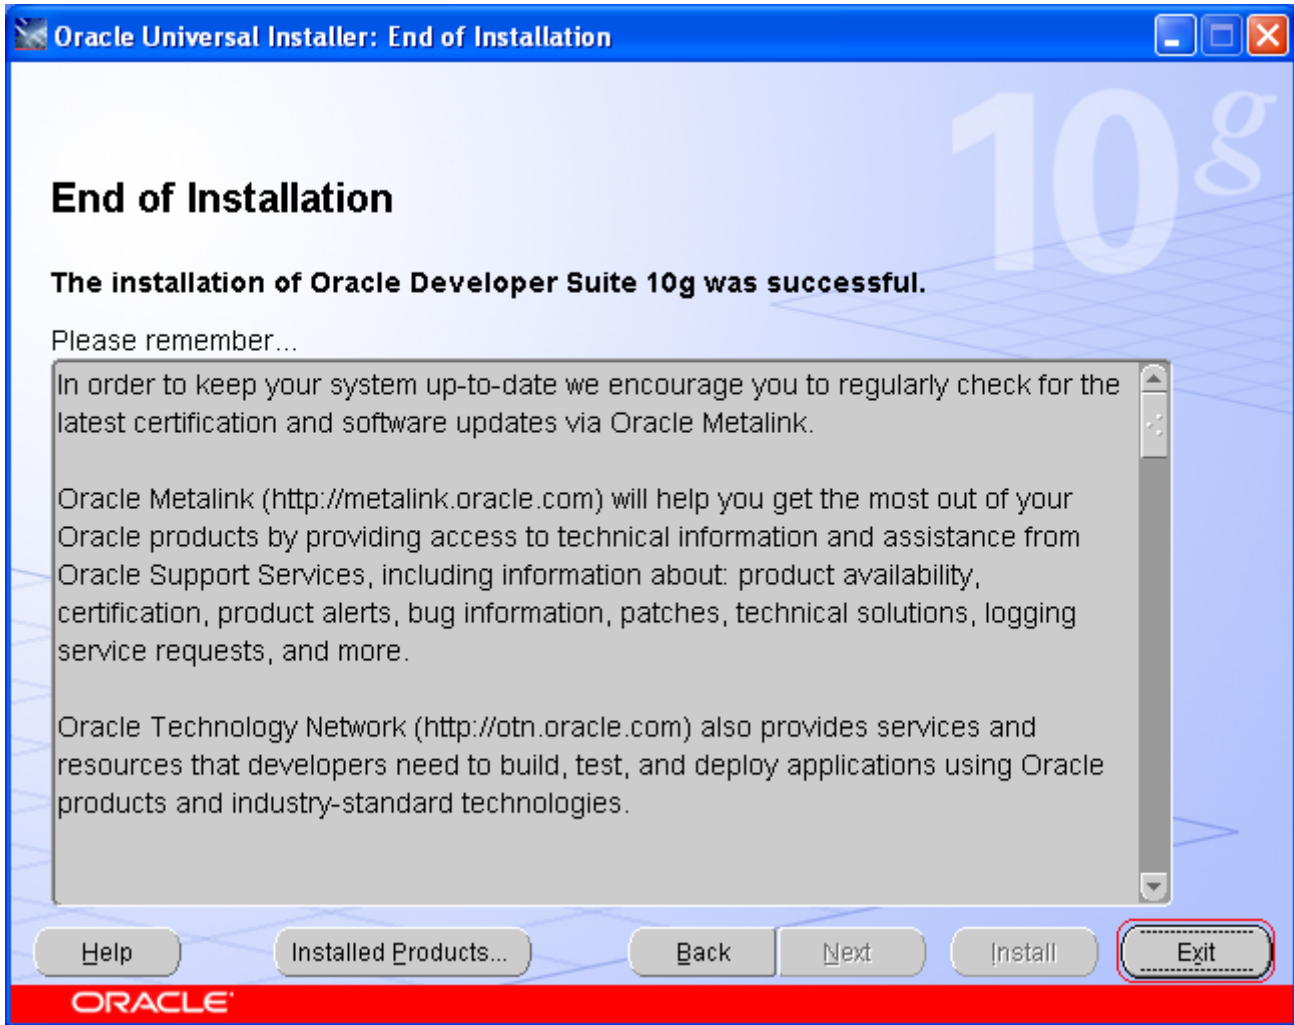 Oracle Universal Installer: End of Installation
10g
End of Installation
The installation of Oracle Developer Suite 10g was successful.
Please remember...
In order to keep your system up-to-date we encourage you to regularly check for the
latest certification and software updates via Oracle Metalink.
Oracle Metalink (http://metalink.oracle.com) will help you get the most out of your
Oracle products by providing access to technical information and assistance from
Oracle Support Services, including information about: product availability,
certification, product alerts, bug information, patches, technical solutions, logging
service requests, and more.
Oracle Technology Network (http://otn.oracle.com) also provides services and
resources that developers need to build, test, and deploy applications using Oracle
products and industry-standard technologies.
Help Installed Products... Back Next Install Exit
ORACLE